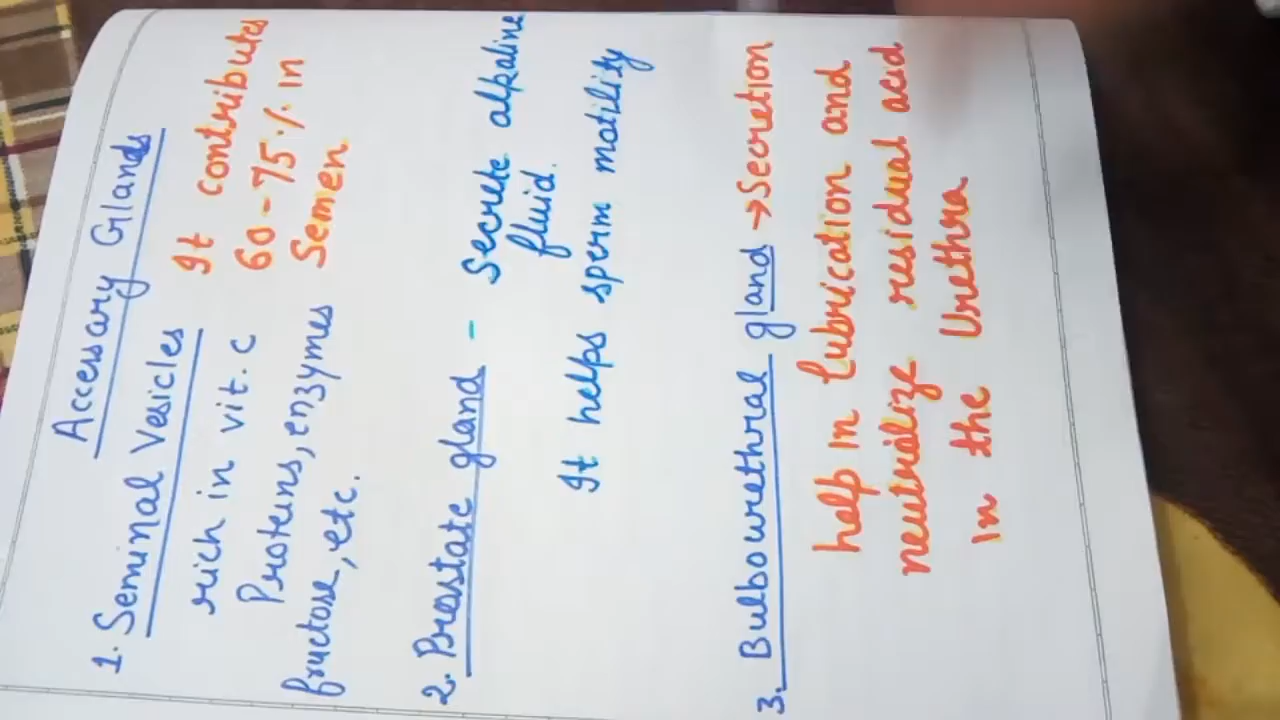 Accessary Glands
1. Seminal Vesicles
rich in vit. C
Proteins, enzymes
fructose, etc.
It contributes
60-75% in
Semen
2. Prostate gland - Secrete alkaline
fluid.
It helps sperm motility
3. Bulbourethral gland → Secretion
help in lubrication and
neutralize residual acid
in the Urethra